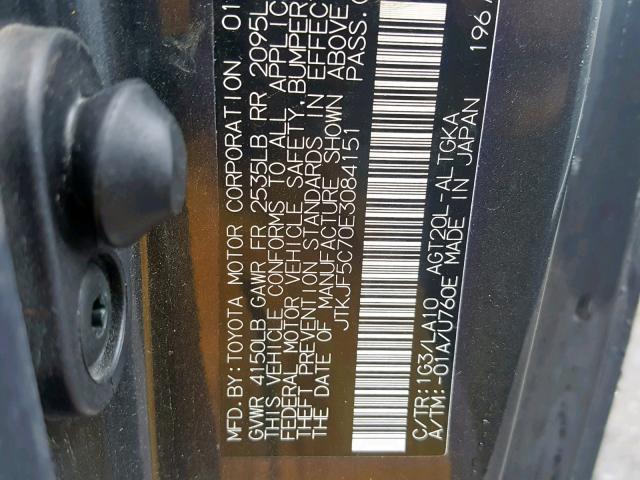 MFD.BY:TOYOTA MOTOR CORPORATION 01
GVWR 4150LB GAWR FR 2535LB RR 2095L
THIS VEHICLE CONFORMS TO ALL APPLIC
FEDERAL MOTOR VEHICLE SAFETY, BUMPER
THEFT PREVENTION STANDARDS IN EFFEC
THE DATE OF MANUFACTURE SHOWN ABOVE
JTKJF5C70E3084151 PASS.C
C/TR:1G3/LA10 AGT20L-ALTGKA
A/TM:-01A/U760E MADE IN JAPAN 196